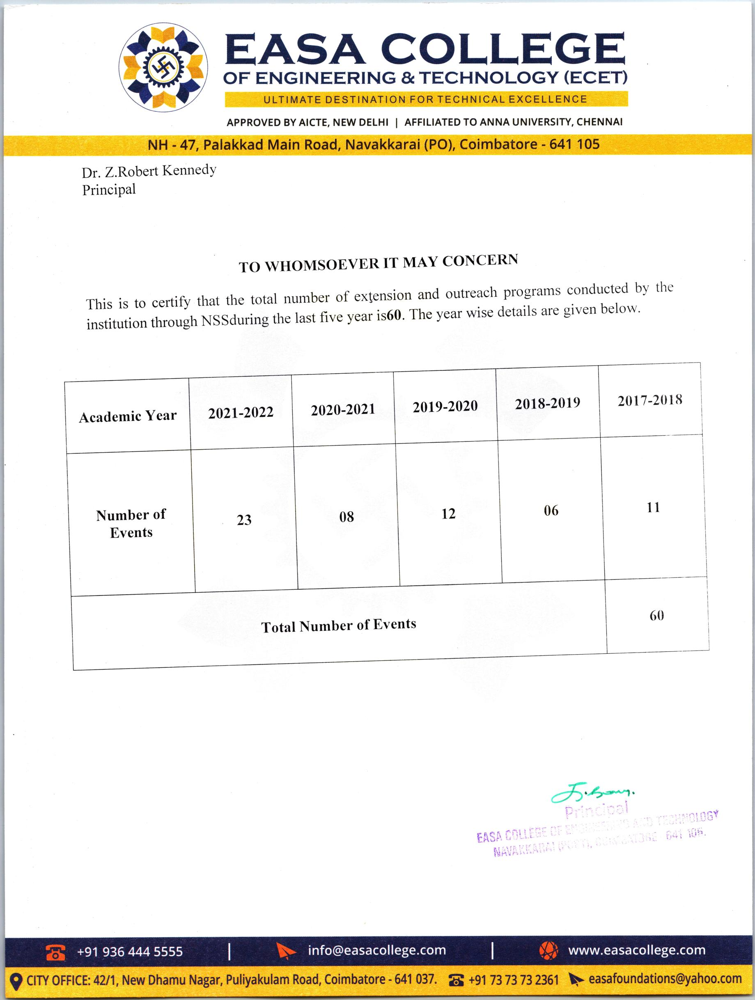 EASA COLLEGE
OF ENGINEERING & TECHNOLOGY (ECET)
ULTIMATE DESTINATION FOR TECHNICAL EXCELLENCE
APPROVED BY AICTE, NEW DELHI | AFFILIATED TO ANNA UNIVERSITY, CHENNAI
NH - 47, Palakkad Main Road, Navakkarai (PO), Coimbatore - 641 105
Dr. Z.Robert Kennedy
Principal
TO WHOMSOEVER IT MAY CONCERN
This is to certify that the total number of extension and outreach programs conducted by the
institution through NSSduring the last five year is60. The year wise details are given below.
Academic Year 2021-2022 2020-2021 2019-2020 2018-2019 2017-2018
Number of
Events 23 08 12 06 11
Total Number of Events 60
Principal
EASA COLLEGE OF ENGINEERING AND TECHNOLOGY
NAVAKKARAI COIMBATORE - 641 105.
+91 936 444 5555 | info@easacollege.com | www.easacollege.com
CITY OFFICE: 42/1, New Dhamu Nagar, Puliyakulam Road, Coimbatore - 641 037. +91 73 73 73 2361 easafoundations@yahoo.com